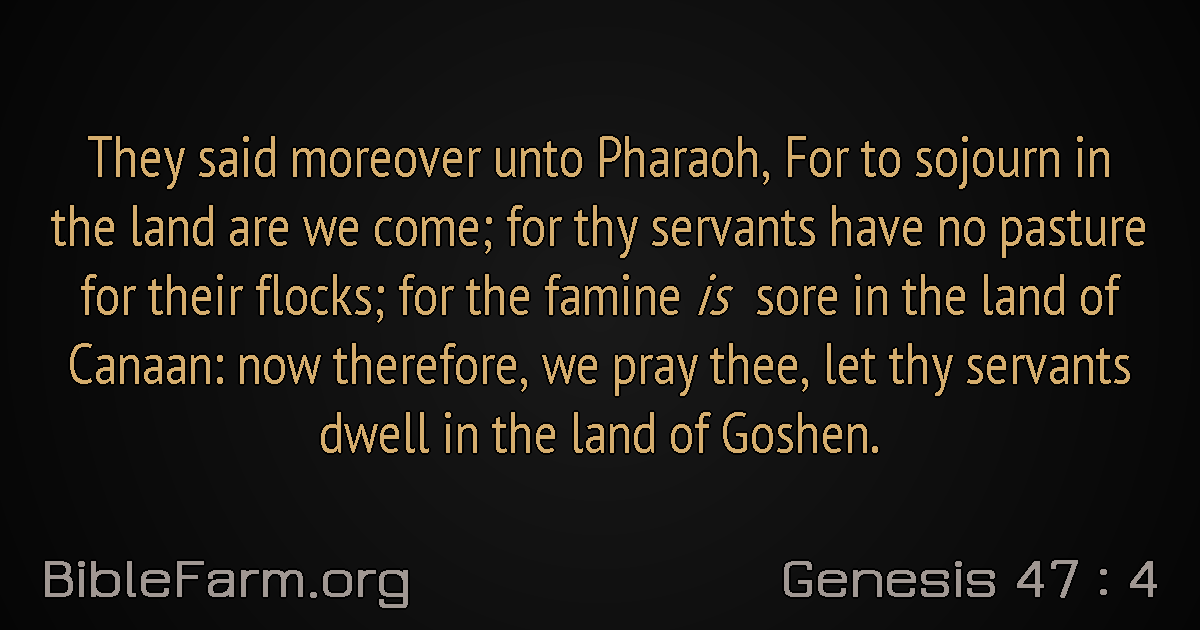 They said moreover unto Pharaoh, For to sojourn in
the land are we come; for thy servants have no pasture
for their flocks; for the famine is sore in the land of
Canaan: now therefore, we pray thee, let thy servants
dwell in the land of Goshen.
BibleFarm.org
Genesis 47 : 4